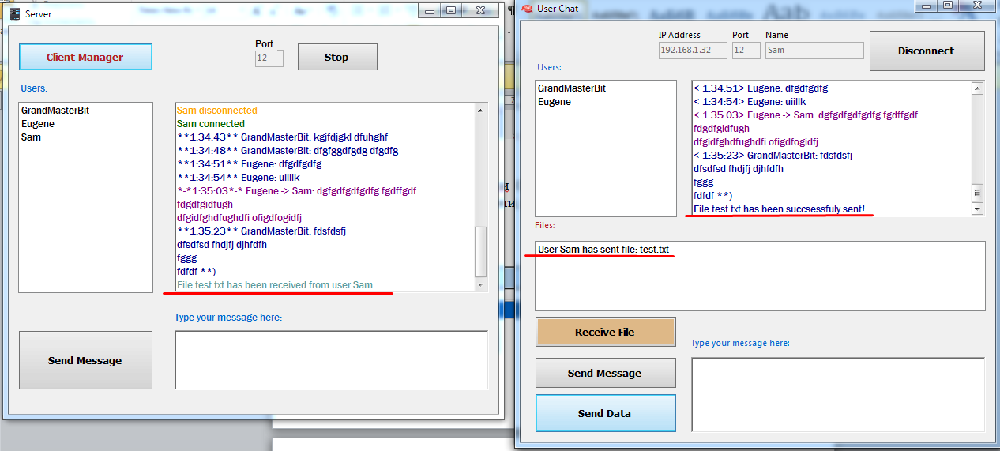 Server
Port
Client Manager
12
Stop
Users:
GrandMasterBit
Eugene
Sam
Sam disconnected
Sam connected
**1:34:43** GrandMasterBit: kgjfdjgkl dfuhghf
**1:34:48** GrandMasterBit: dfgfggdfgdg dfgdfg
**1:34:51** Eugene: dfgdfgdfg
**1:34:54** Eugene: uiillk
*-*1:35:03*-* Eugene -> Sam: dgfgdfgdfgdfg fgdffgdf
fdgdfgidfugh
dfgidfghdfughdfi ofigdfogidfj
**1:35:23** GrandMasterBit: fdsfdsfj
dfsdfsd fhdjfj djhfdfh
fggg
fdfdf **)
File test.txt has been received from user Sam
Type your message here:
Send Message
User Chat
IP Address
Port
Name
192.168.1.32
12
Sam
Disconnect
Users:
GrandMasterBit
Eugene
< 1:34:51> Eugene: dfgdfgdfg
< 1:34:54> Eugene: uiillk
< 1:35:03> Eugene -> Sam: dgfgdfgdfgdfg fgdffgdf
fdgdfgidfugh
dfgidfghdfughdfi ofigdfogidfj
< 1:35:23> GrandMasterBit: fdsfdsfj
dfsdfsd fhdjfj djhfdfh
fggg
fdfdf **)
File test.txt has been succsessfuly sent!
Files:
User Sam has sent file: test.txt
Receive File
Type your message here:
Send Message
Send Data